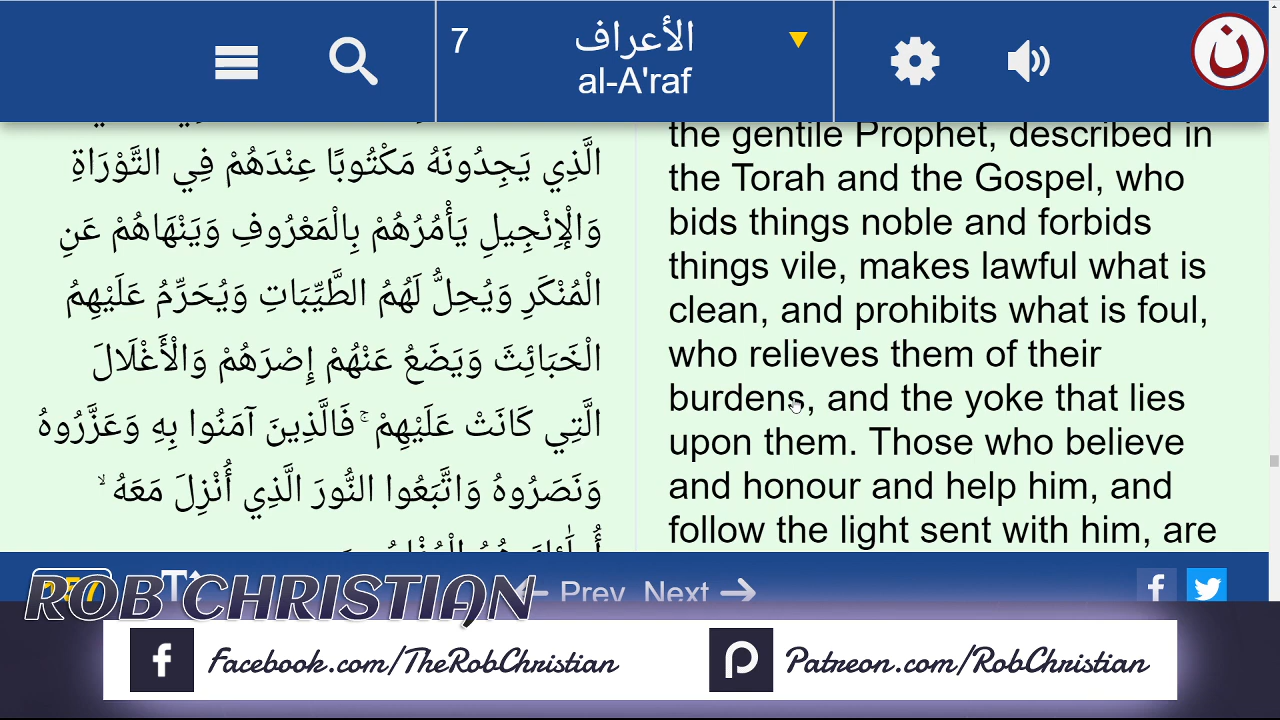 7
الأعراف
al-A'raf
ن
الَّذِي يَجِدُونَهُ مَكْتُوبًا عِنْدَهُمْ فِي التَّوْرَاةِ
وَالْإِنْجِيلِ يَأْمُرُهُمْ بِالْمَعْرُوفِ وَيَنْهَاهُمْ عَنِ
الْمُنْكَرِ وَيُحِلُّ لَهُمُ الطَّيِّبَاتِ وَيُحَرِّمُ عَلَيْهِمُ
الْخَبَائِثَ وَيَضَعُ عَنْهُمْ إِصْرَهُمْ وَالْأَغْلَالَ
الَّتِي كَانَتْ عَلَيْهِمْ ۚ فَالَّذِينَ آمَنُوا بِهِ وَعَزَّرُوهُ
وَنَصَرُوهُ وَاتَّبَعُوا النُّورَ الَّذِي أُنْزِلَ مَعَهُ ۙ
the gentile Prophet, described in
the Torah and the Gospel, who
bids things noble and forbids
things vile, makes lawful what is
clean, and prohibits what is foul,
who relieves them of their
burdens, and the yoke that lies
upon them. Those who believe
and honour and help him, and
follow the light sent with him, are
Prev Next
f
ROB CHRISTIAN
f Facebook.com/TheRobChristian
Patreon.com/RobChristian